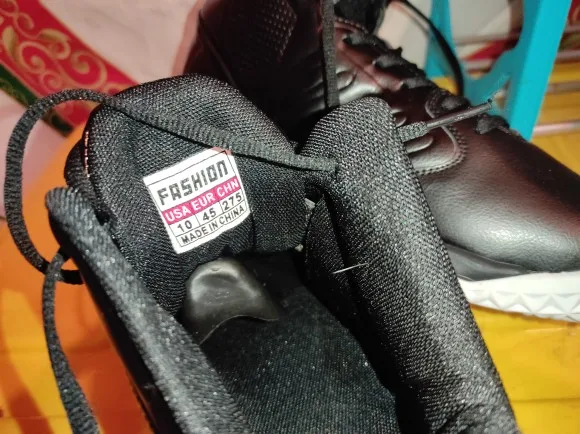 FASHION
USA EUR CHN
10 45 275
MADE IN CHINA